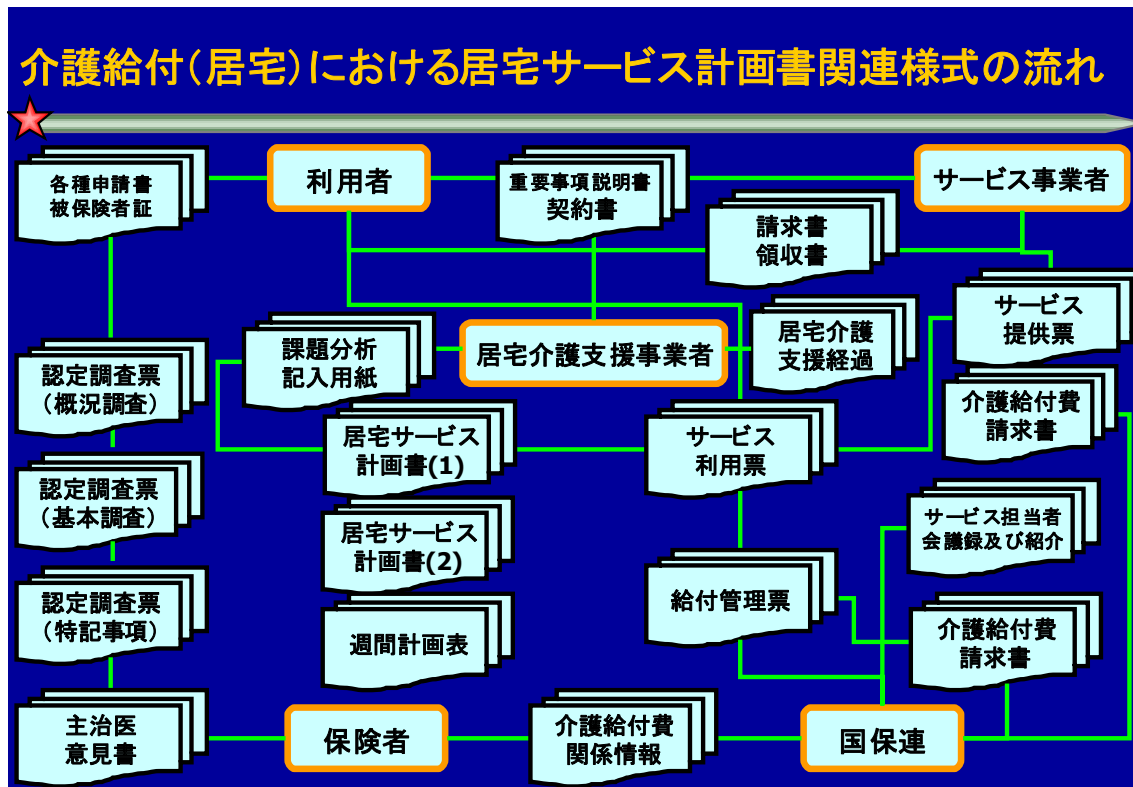 介護給付(居宅)における居宅サービス計画書関連様式の流れ
各種申請書
被保険者証
利用者
重要事項説明書
契約書
サービス事業者
請求書
領収書
サービス
提供票
課題分析
記入用紙
居宅介護支援事業者
居宅介護
支援経過
認定調査票
(概況調査)
介護給付費
請求書
居宅サービス
計画書(1)
サービス
利用票
認定調査票
(基本調査)
居宅サービス
計画書(2)
サービス担当者
会議録及び紹介
認定調査票
(特記事項)
週間計画表
給付管理票
介護給付費
請求書
主治医
意見書
保険者
介護給付費
関係情報
国保連